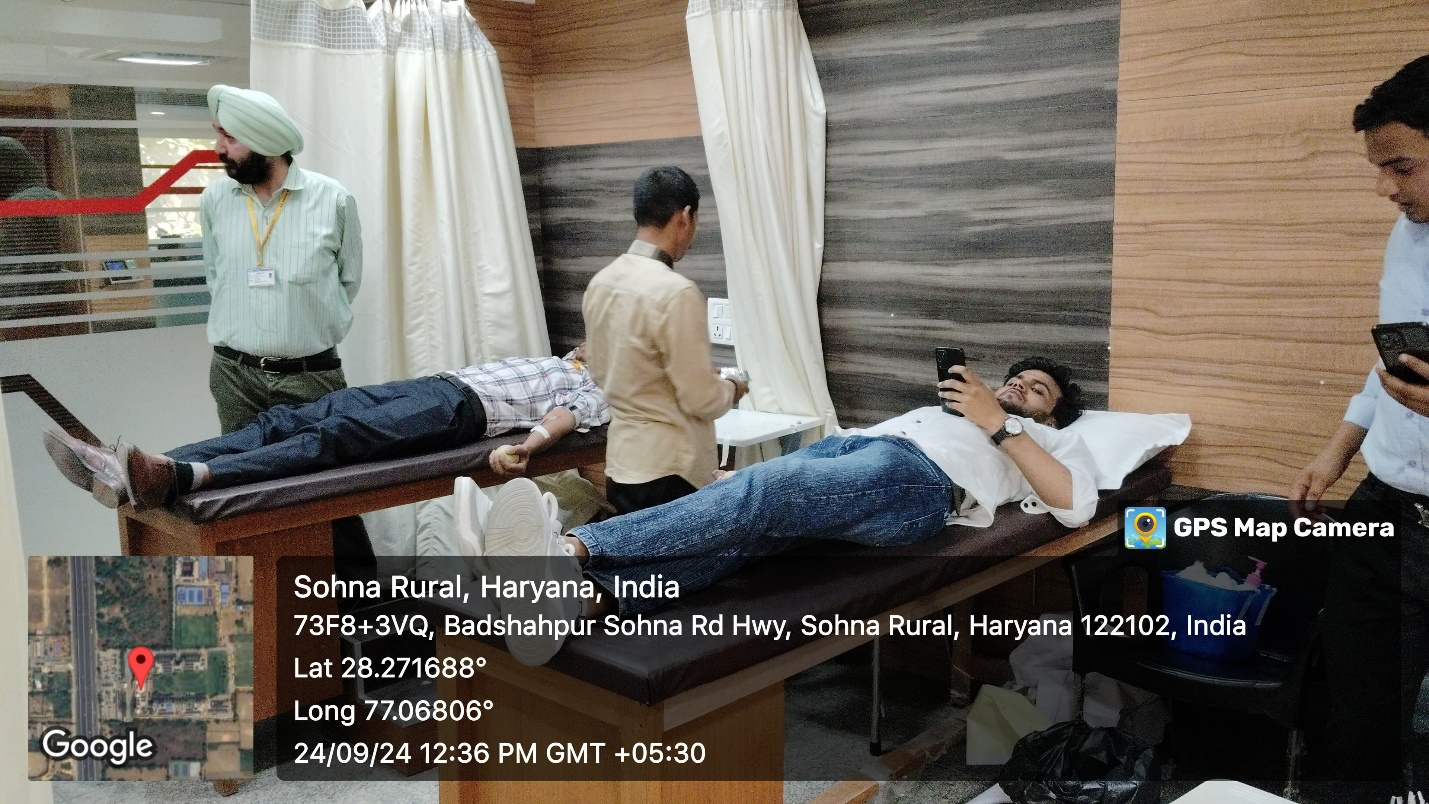 GPS Map Camera
Sohna Rural, Haryana, India
73F8+3VQ, Badshahpur Sohna Rd Hwy, Sohna Rural, Haryana 122102, India
Lat 28.271688°
Long 77.06806°
24/09/24 12:36 PM GMT +05:30
Google